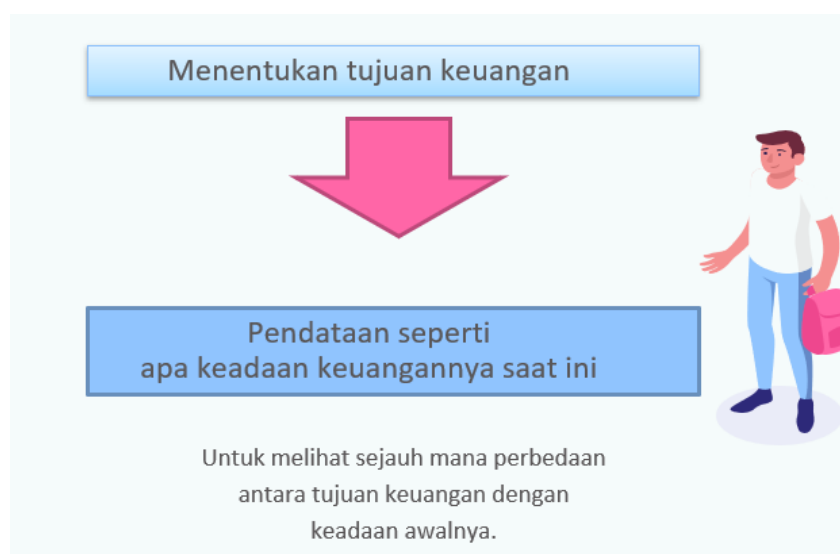 Menentukan tujuan keuangan
Pendataan seperti
apa keadaan keuangannya saat ini
Untuk melihat sejauh mana perbedaan
antara tujuan keuangan dengan
keadaan awalnya.